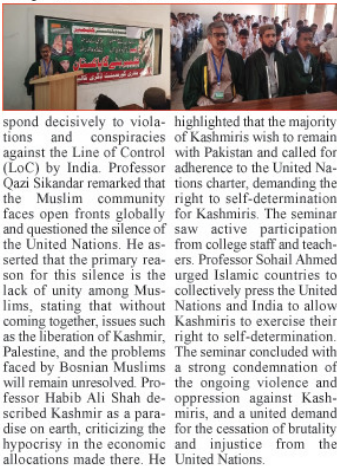 spond decisively to viola-
tions and conspiracies
against the Line of Control
(LoC) by India. Professor
Qazi Sikandar remarked that
the Muslim community
faces open fronts globally
and questioned the silence of
the United Nations. He as-
serted that the primary rea-
son for this silence is the
lack of unity among Mus-
lims, stating that without
coming together, issues such
as the liberation of Kashmir,
Palestine, and the problems
faced by Bosnian Muslims
will remain unresolved. Pro-
fessor Habib Ali Shah de-
scribed Kashmir as a para-
dise on earth, criticizing the
hypocrisy in the economic
allocations made there. He
highlighted that the majority
of Kashmiris wish to remain
with Pakistan and called for
adherence to the United Na-
tions charter, demanding the
right to self-determination
for Kashmiris. The seminar
saw active participation
from college staff and teach-
ers. Professor Sohail Ahmed
urged Islamic countries to
collectively press the United
Nations and India to allow
Kashmiris to exercise their
right to self-determination.
The seminar concluded with
a strong condemnation of
the ongoing violence and
oppression against Kash-
miris, and a united demand
for the cessation of brutality
and injustice from the
United Nations.